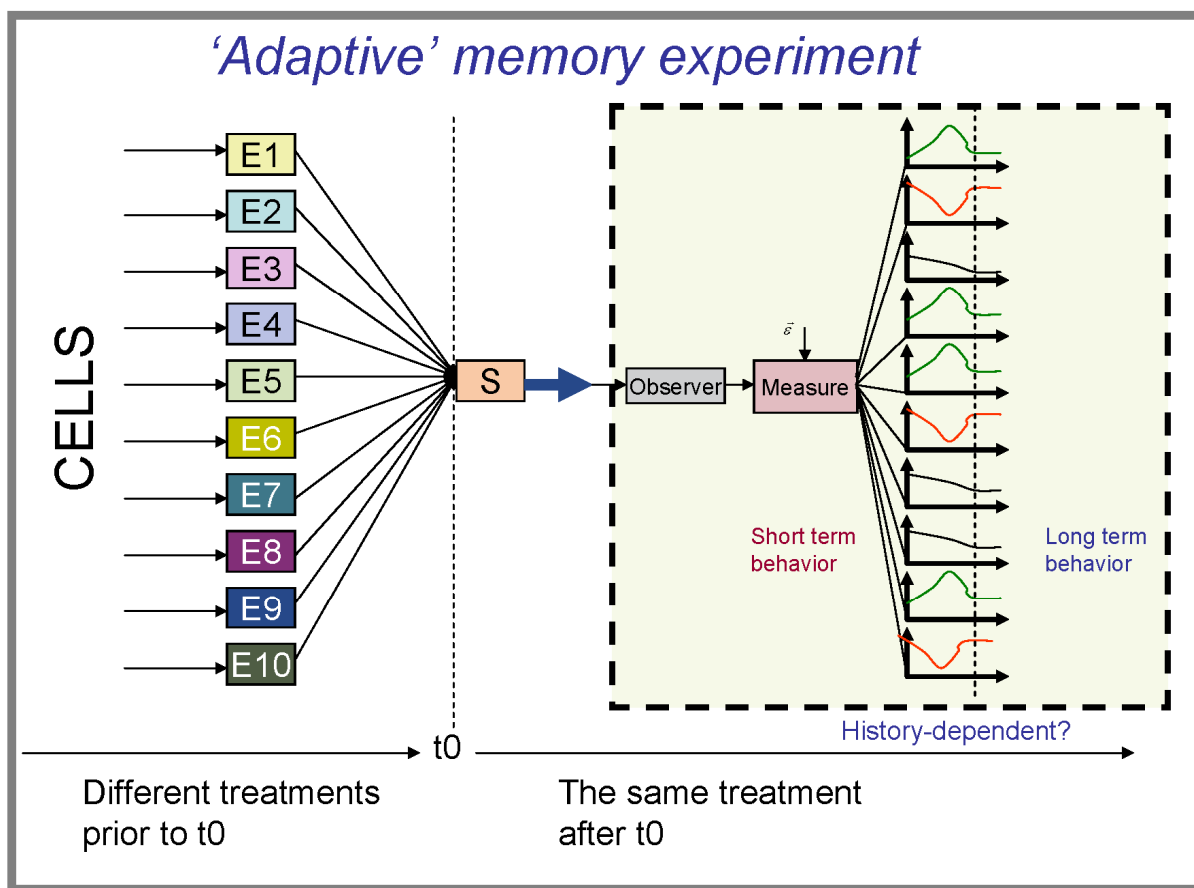 ‘Adaptive’ memory experiment
CELLS
E1
E2
E3
E4
E5
E6
E7
E8
E9
E10
S
Observer
Measure
ε⃗
Short term
behavior
Long term
behavior
History-dependent?
t0
Different treatments
prior to t0
The same treatment
after t0